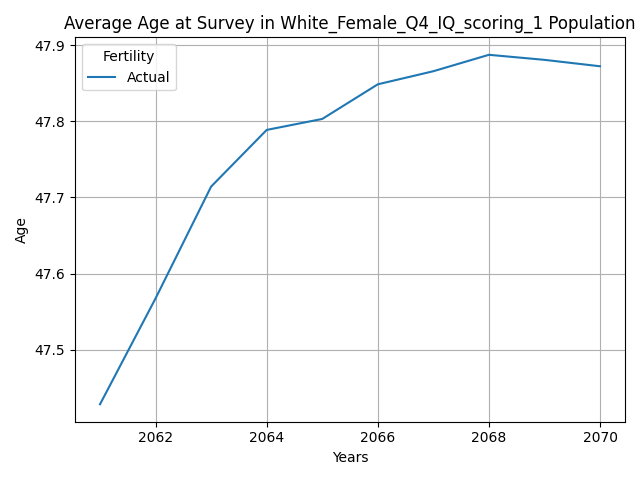 Average Age at Survey in White_Female_Q4_IQ_scoring_1 Population
Fertility
Actual
47.9
47.8
47.7
47.6
47.5
Age
2062 2064 2066 2068 2070
Years